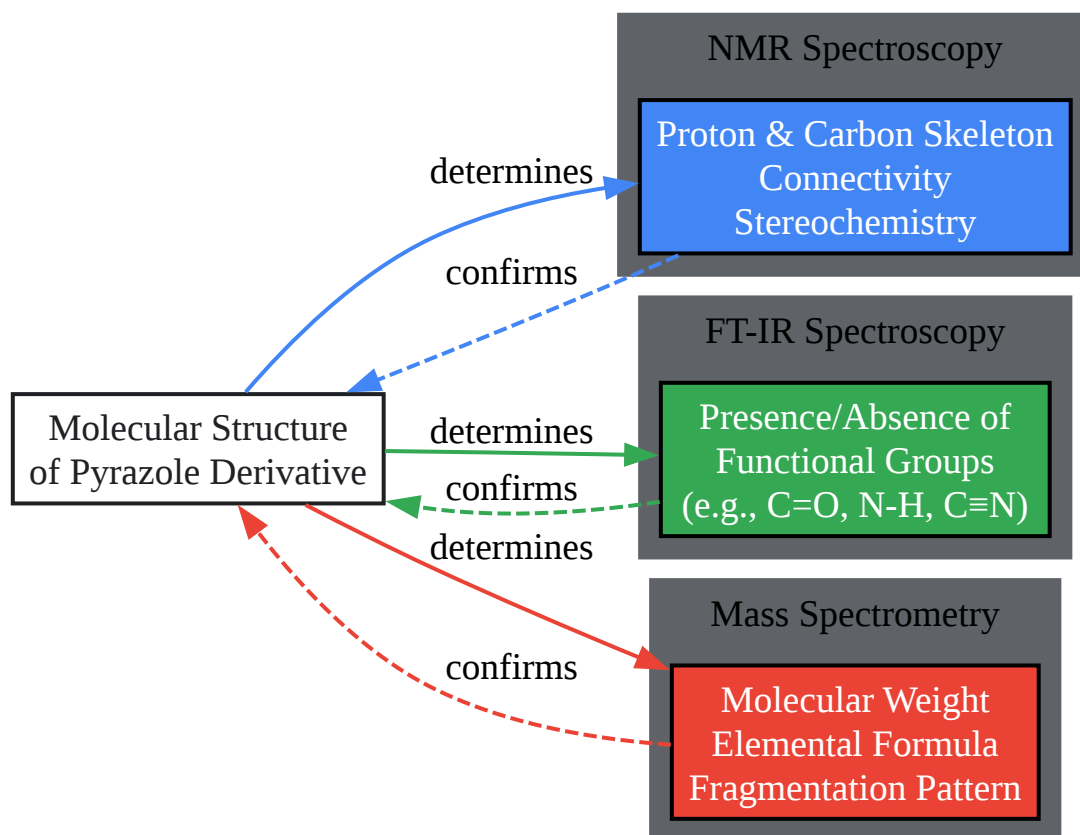 NMR Spectroscopy
Proton & Carbon Skeleton
Connectivity
Stereochemistry
determines
confirms
FT-IR Spectroscopy
Presence/Absence of
Functional Groups
(e.g., C=O, N-H, C≡N)
Molecular Structure
of Pyrazole Derivative
determines
confirms
determines
confirms
Mass Spectrometry
Molecular Weight
Elemental Formula
Fragmentation Pattern